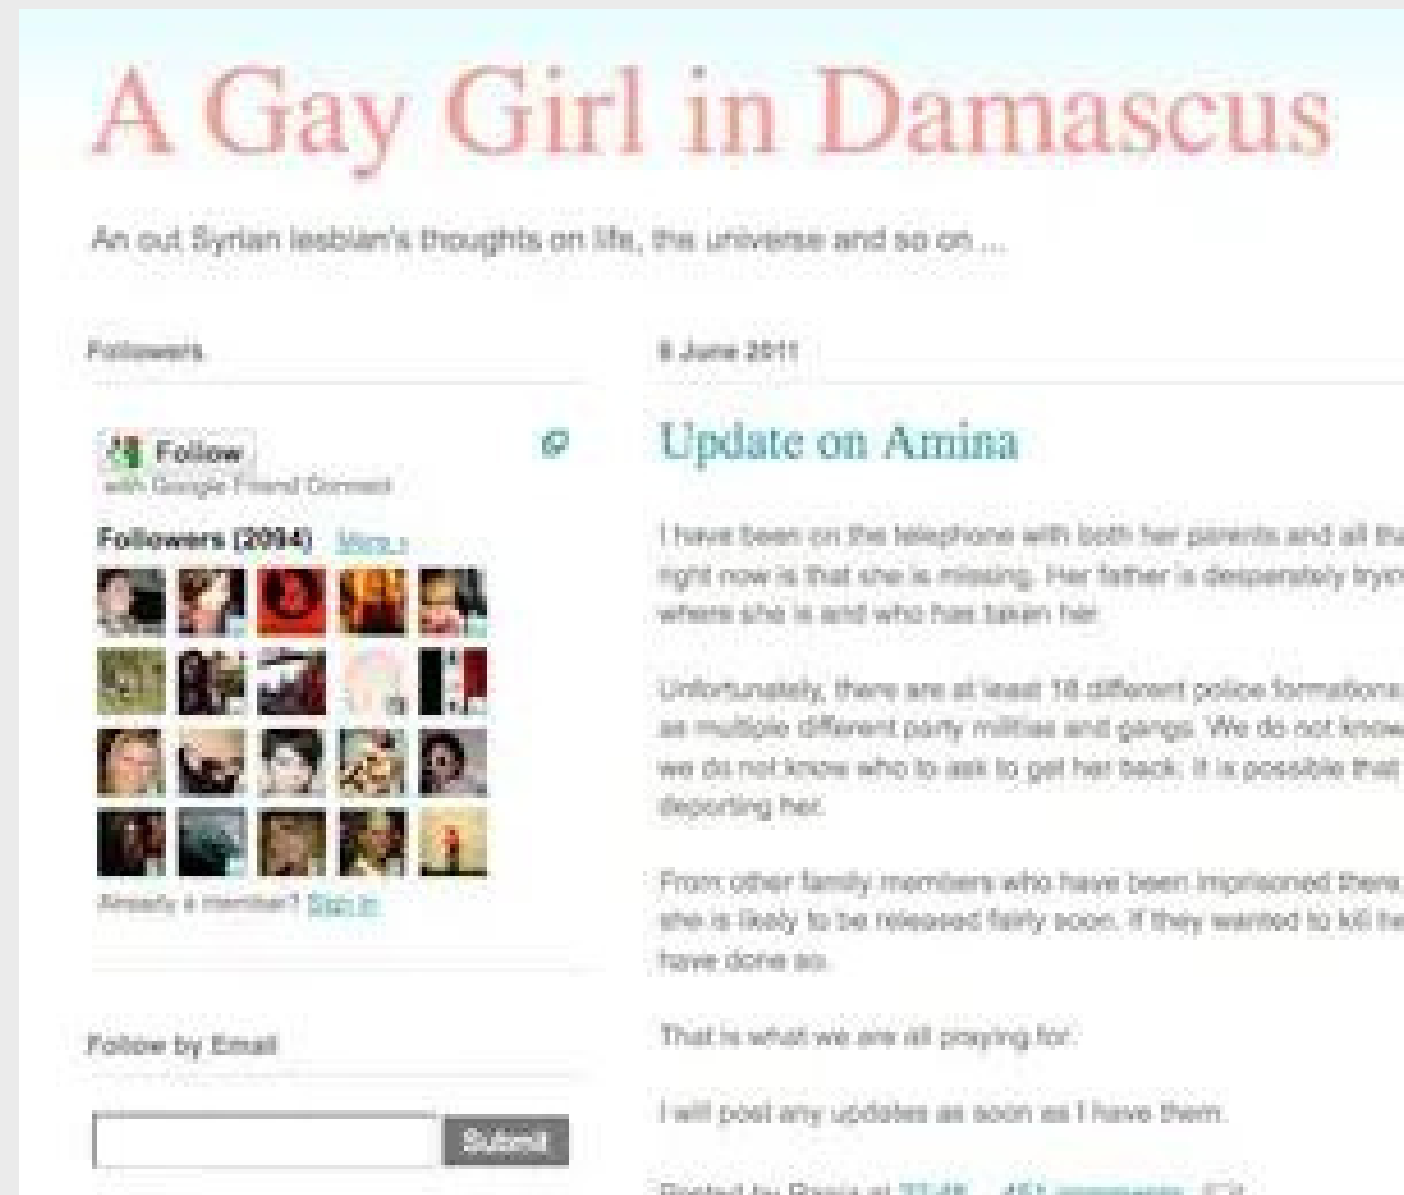 A Gay Girl in Damascus
An out Syrian lesbian's thoughts on life, the universe and so on ...
Followers
Follow
with Google Friend Connect
Followers (2094) More »
Already a member? Sign in
Follow by Email
Submit
6 June 2011
Update on Amina
I have been on the telephone with both her parents and all
right now is that she is missing. Her father is desperately
where she is and who has taken her.
Unfortunately, there are at least 18 different police formations
as multiple different party militias and gangs. We do not know
we do not know who to ask to get her back. It is possible that
deporting her.
From other family members who have been imprisoned there,
she is likely to be released fairly soon. If they wanted to kill
have done so.
That is what we are all praying for.
I will post any updates as soon as I have them.
Posted by Rania at 22:48 451 comments